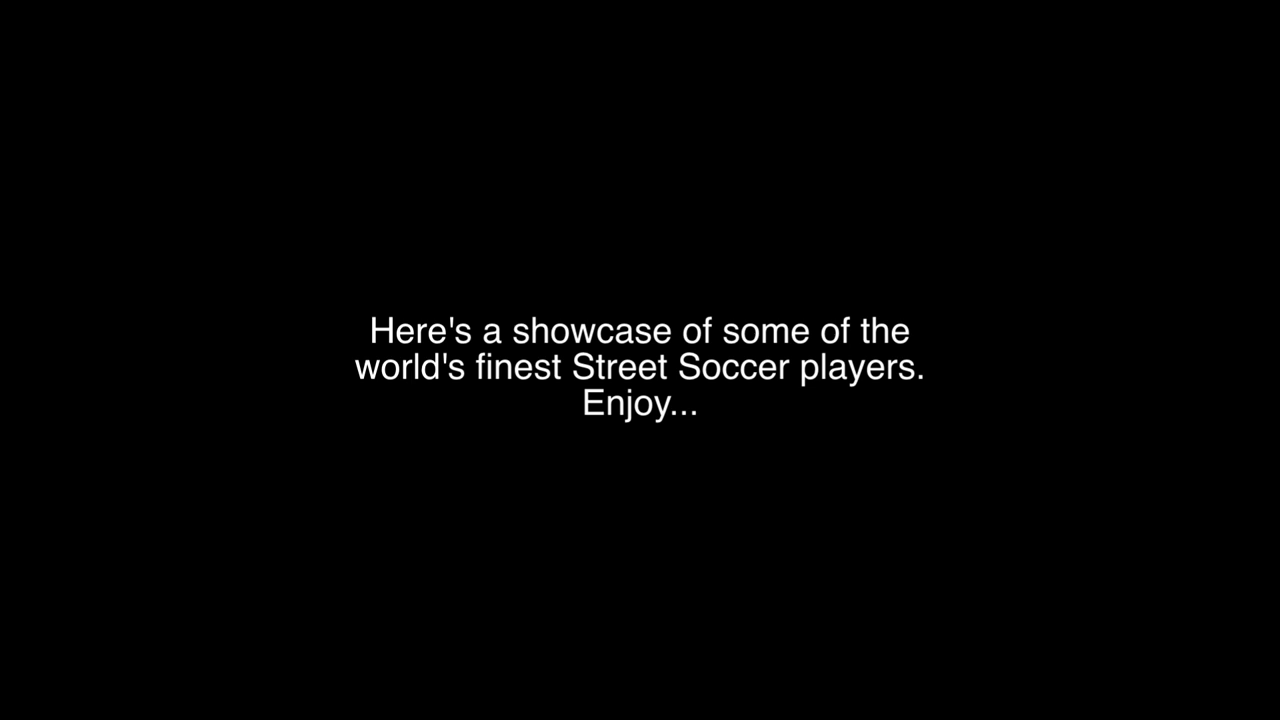 Here's a showcase of some of the
world's finest Street Soccer players.
Enjoy...